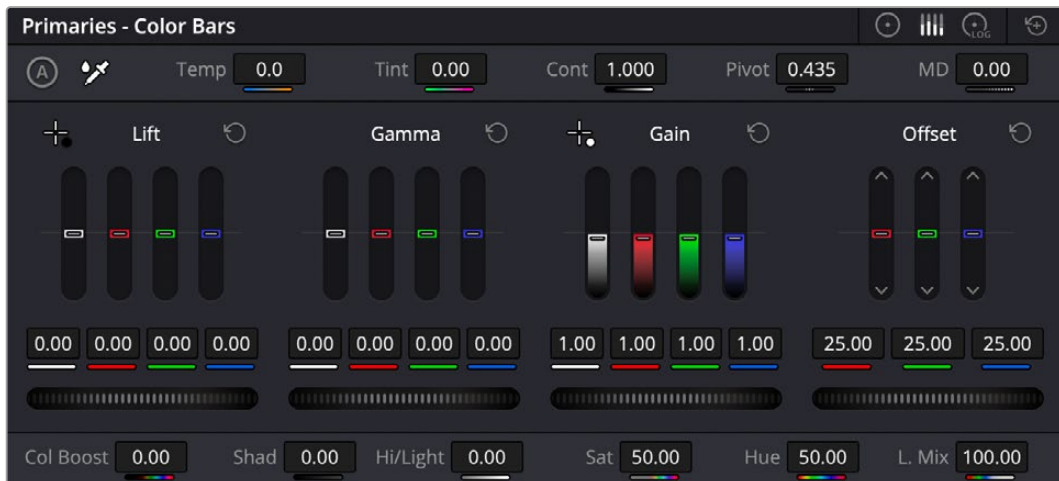 Primaries - Color Bars LOG
A Temp 0.0 Tint 0.00 Cont 1.000 Pivot 0.435 MD 0.00
Lift Gamma Gain Offset
0.00 0.00 0.00 0.00 0.00 0.00 0.00 0.00 1.00 1.00 1.00 1.00 25.00 25.00 25.00
Col Boost 0.00 Shad 0.00 Hi/Light 0.00 Sat 50.00 Hue 50.00 L. Mix 100.00